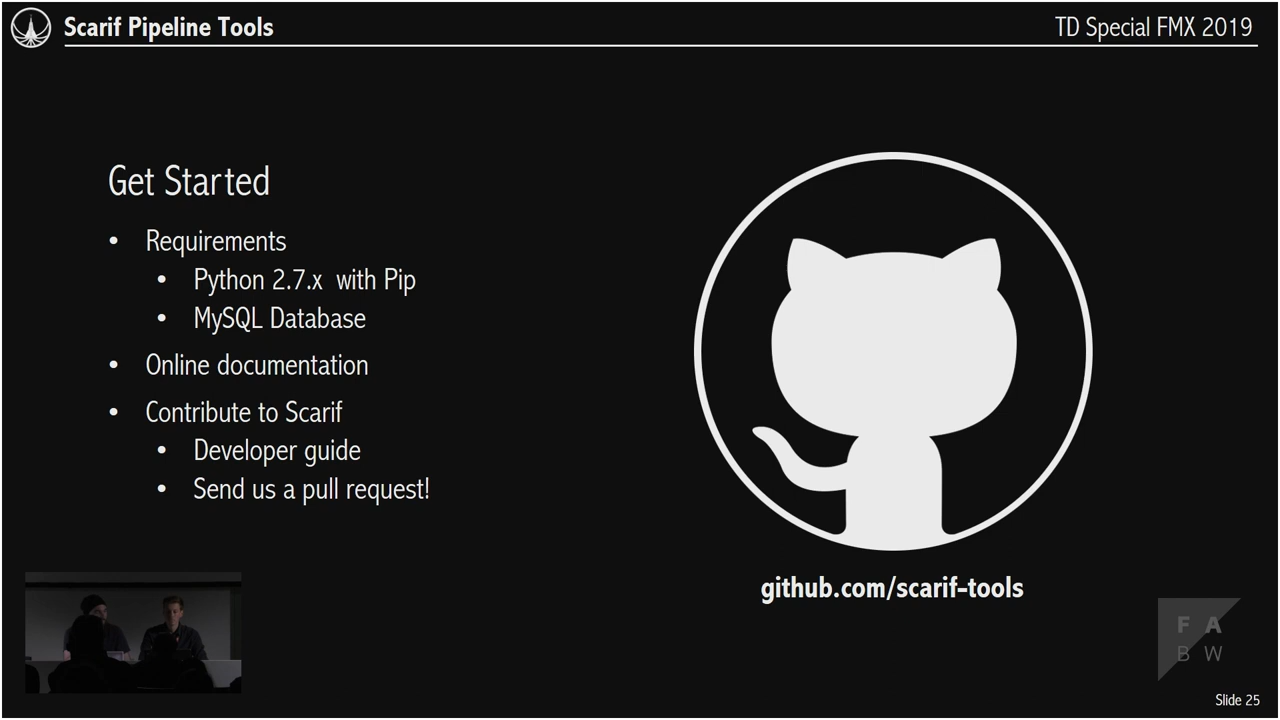 Scarif Pipeline Tools
TD Special FMX 2019
Get Started
• Requirements
• Python 2.7.x with Pip
• MySQL Database
• Online documentation
• Contribute to Scarif
• Developer guide
• Send us a pull request!
github.com/scarif-tools
F A
B W
Slide 25